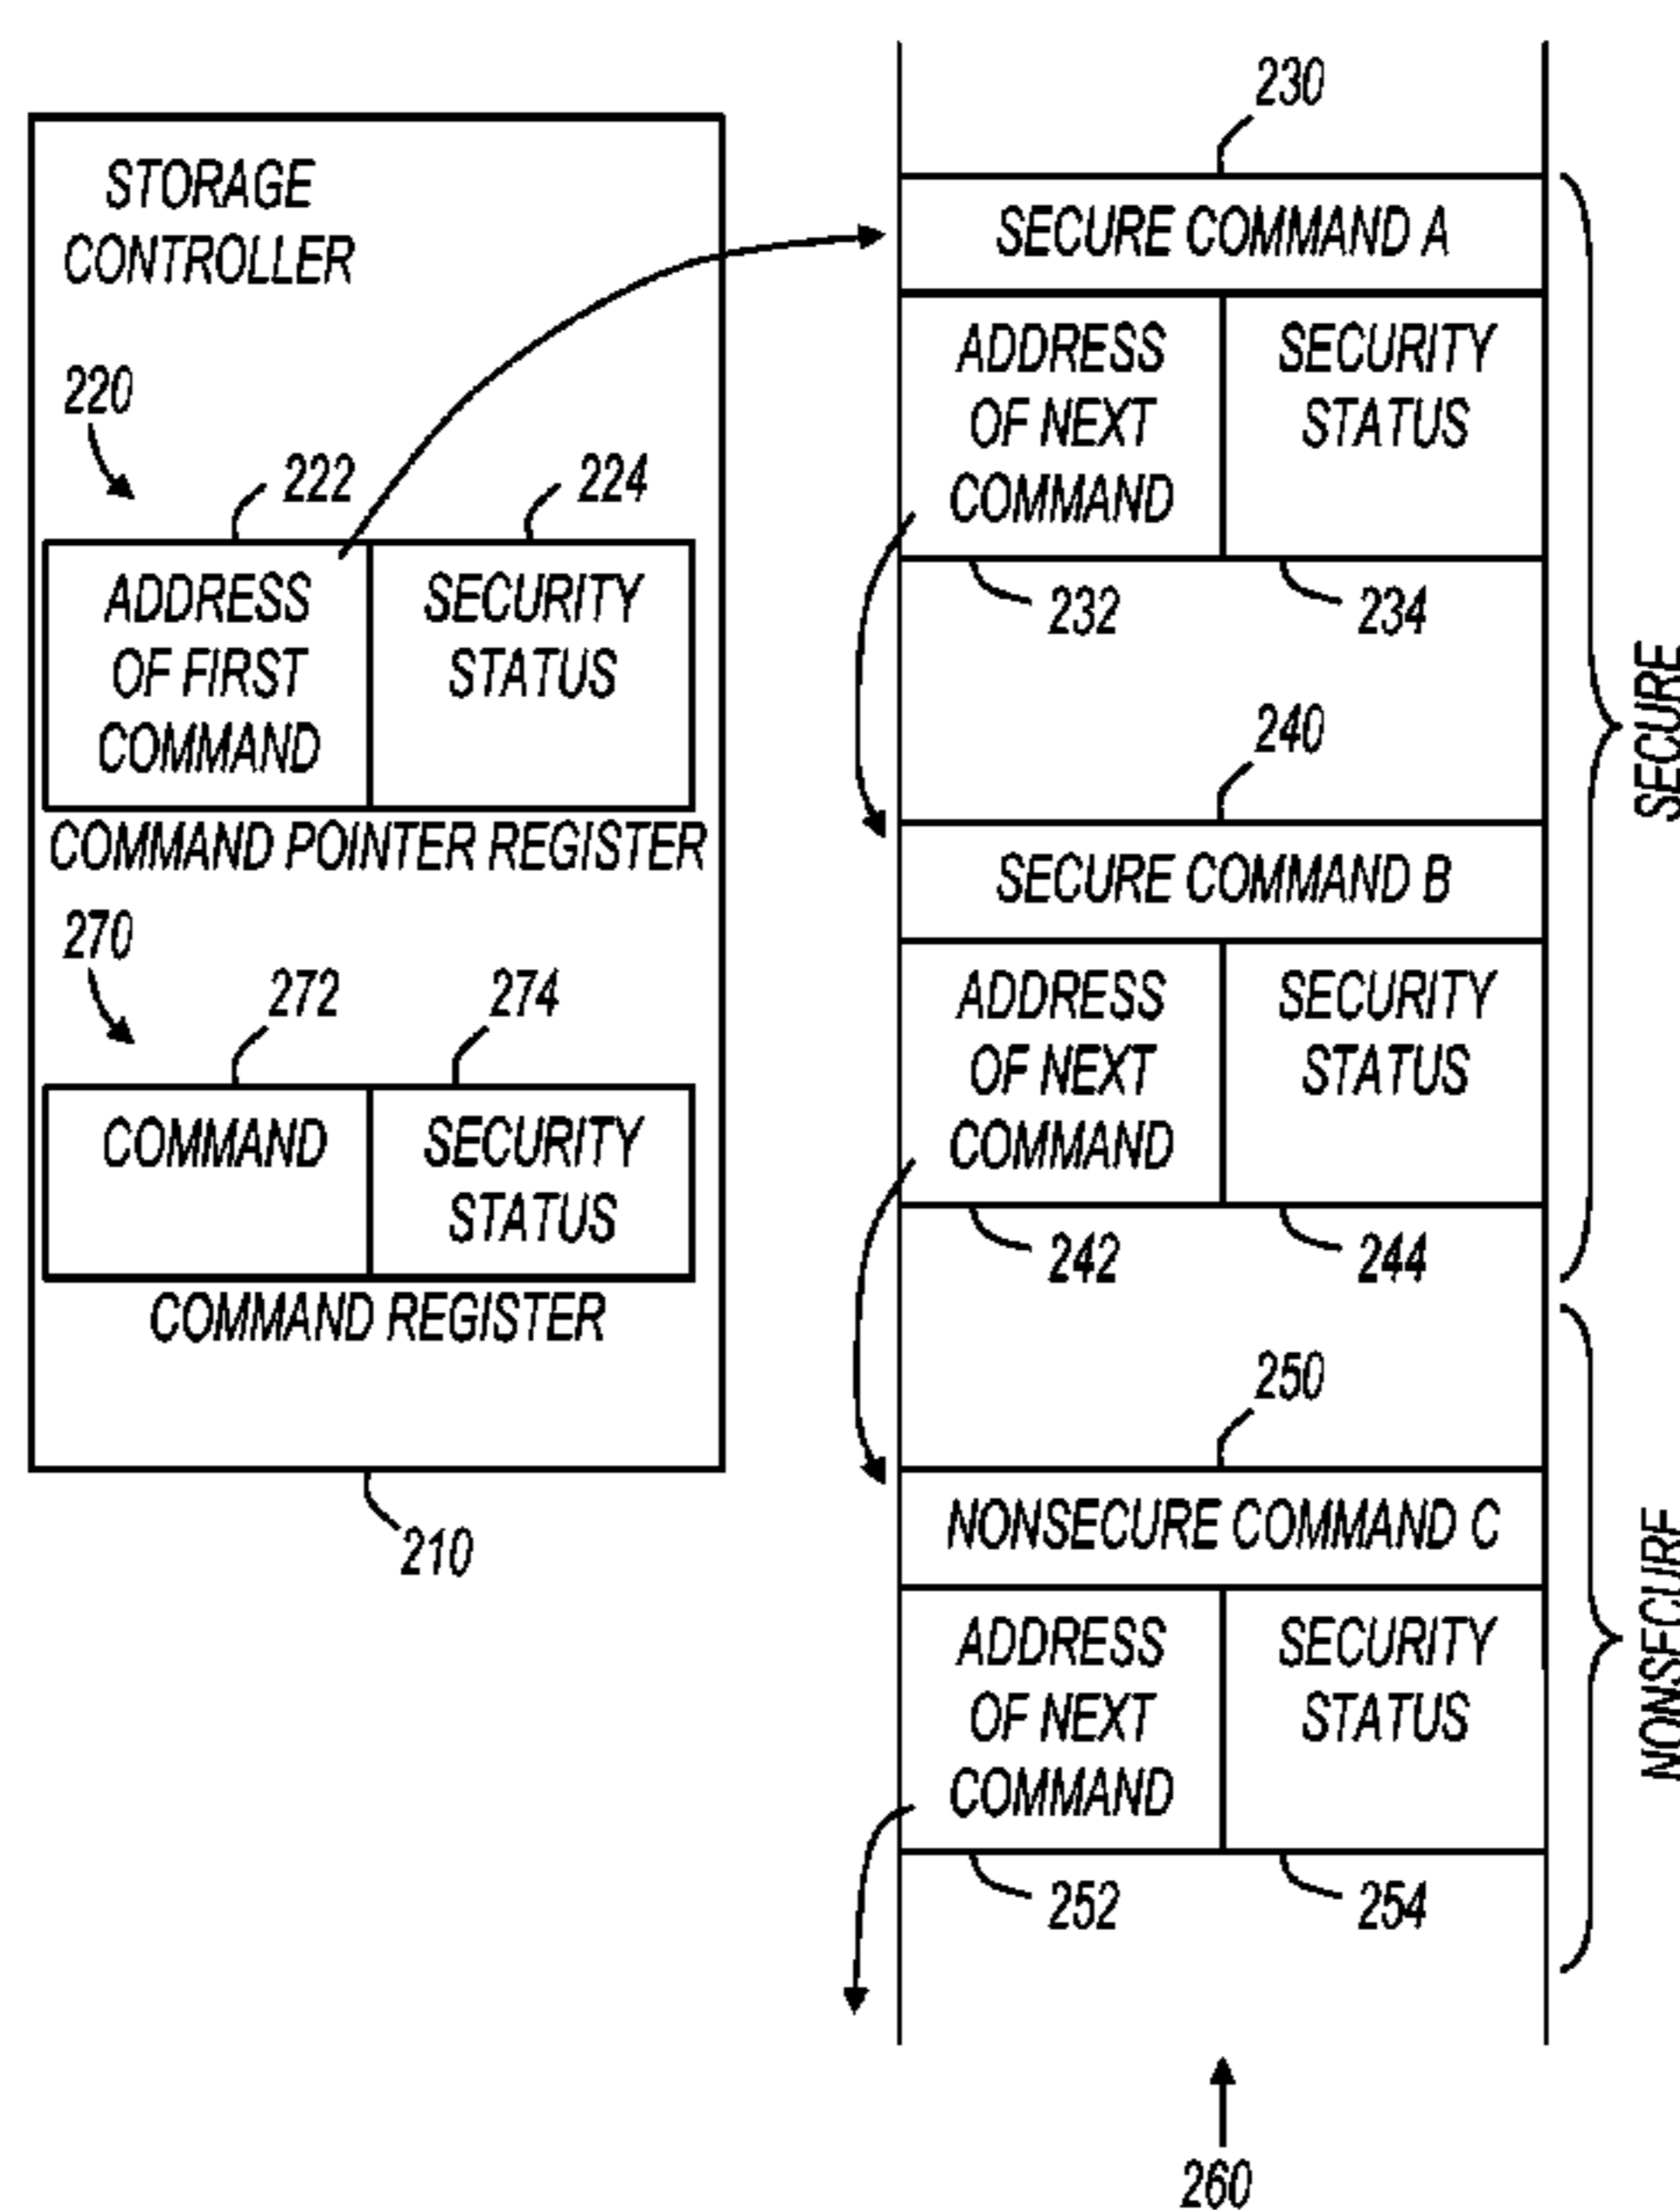 STORAGE
CONTROLLER
220
222
224
ADDRESS
OF FIRST
COMMAND
SECURITY
STATUS
COMMAND POINTER REGISTER
270
272
274
COMMAND
SECURITY
STATUS
COMMAND REGISTER
210
230
SECURE COMMAND A
ADDRESS
OF NEXT
COMMAND
SECURITY
STATUS
232
234
240
SECURE COMMAND B
ADDRESS
OF NEXT
COMMAND
SECURITY
STATUS
242
244
SECURE
250
NONSECURE COMMAND C
ADDRESS
OF NEXT
COMMAND
SECURITY
STATUS
252
254
NONSECURE
260